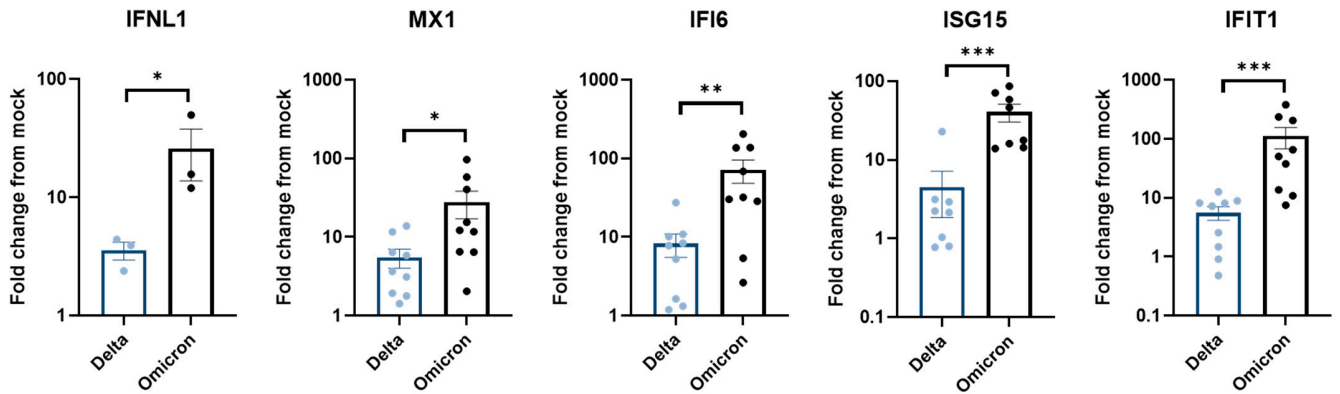 IFNL1
Fold change from mock
100
10
1
*
Delta
Omicron
MX1
Fold change from mock
1000
100
10
1
*
Delta
Omicron
IFI6
Fold change from mock
1000
100
10
1
**
Delta
Omicron
ISG15
Fold change from mock
100
10
1
0.1
***
Delta
Omicron
IFIT1
Fold change from mock
1000
100
10
1
0.1
***
Delta
Omicron